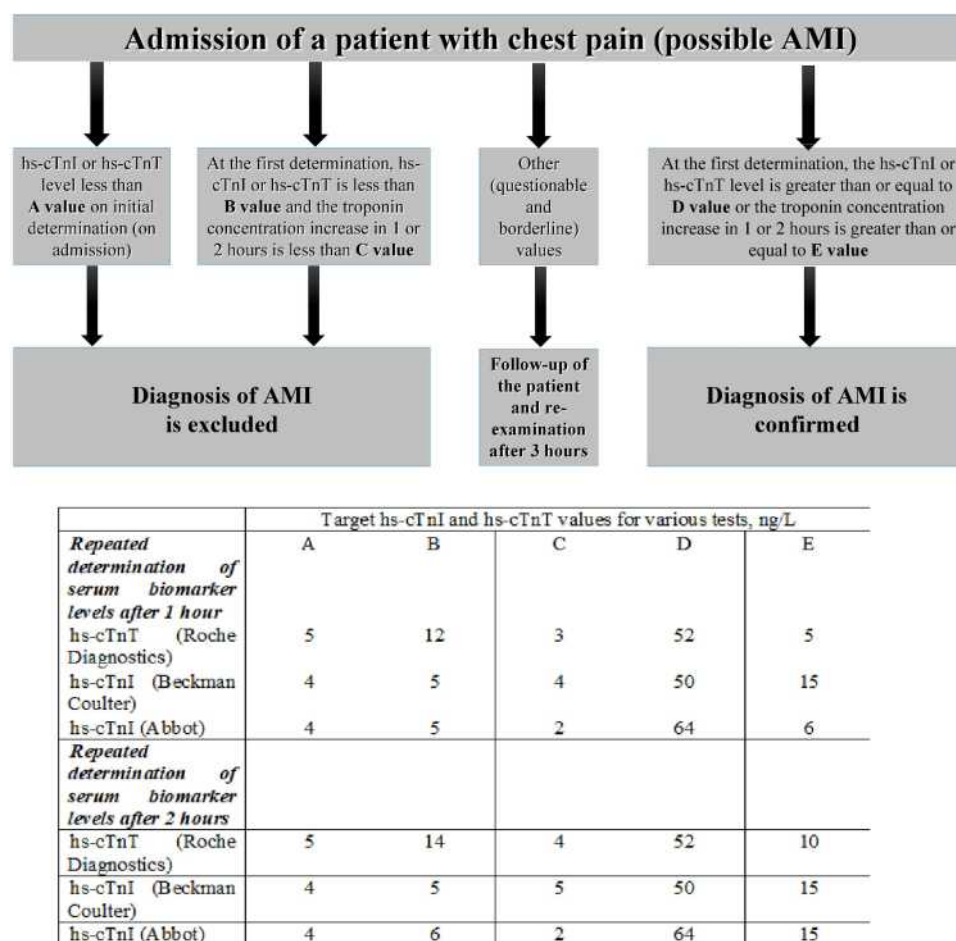 Admission of a patient with chest pain (possible AMI)
hs-cTnI or hs-cTnT
level less than
A value on initial
determination (on
admission)
At the first determination, hs-
cTnI or hs-cTnT is less than
B value and the troponin
concentration increase in 1 or
2 hours is less than C value
Other
(questionable
and
borderline)
values
At the first determination, the hs-cTnI or
hs-cTnT level is greater than or equal to
D value or the troponin concentration
increase in 1 or 2 hours is greater than or
equal to E value
Diagnosis of AMI
is excluded
Follow-up of
the patient
and re-
examination
after 3 hours
Diagnosis of AMI is
confirmed
Target hs-cTnI and hs-cTnT values for various tests, ng/L
Repeated A B C D E
determination of
serum biomarker
levels after 1 hour
hs-cTnT (Roche 5 12 3 52 5
Diagnostics)
hs-cTnI (Beckman 4 5 4 50 15
Coulter)
hs-cTnI (Abbot) 4 5 2 64 6
Repeated
determination of
serum biomarker
levels after 2 hours
hs-cTnT (Roche 5 14 4 52 10
Diagnostics)
hs-cTnI (Beckman 4 5 5 50 15
Coulter)
hs-cTnI (Abbot) 4 6 2 64 15